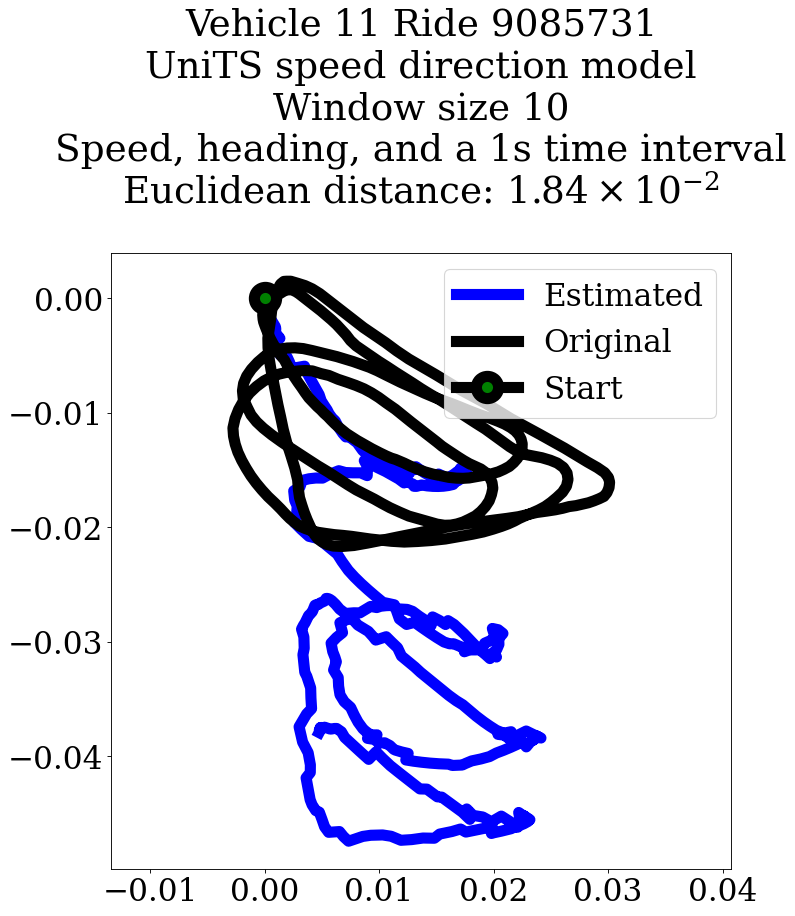 Vehicle 11 Ride 9085731
UniTS speed direction model
Window size 10
Speed, heading, and a 1s time interval
Euclidean distance: 1.84 × 10⁻²
Estimated
Original
Start
0.00
−0.01
−0.02
−0.03
−0.04
−0.01 0.00 0.01 0.02 0.03 0.04